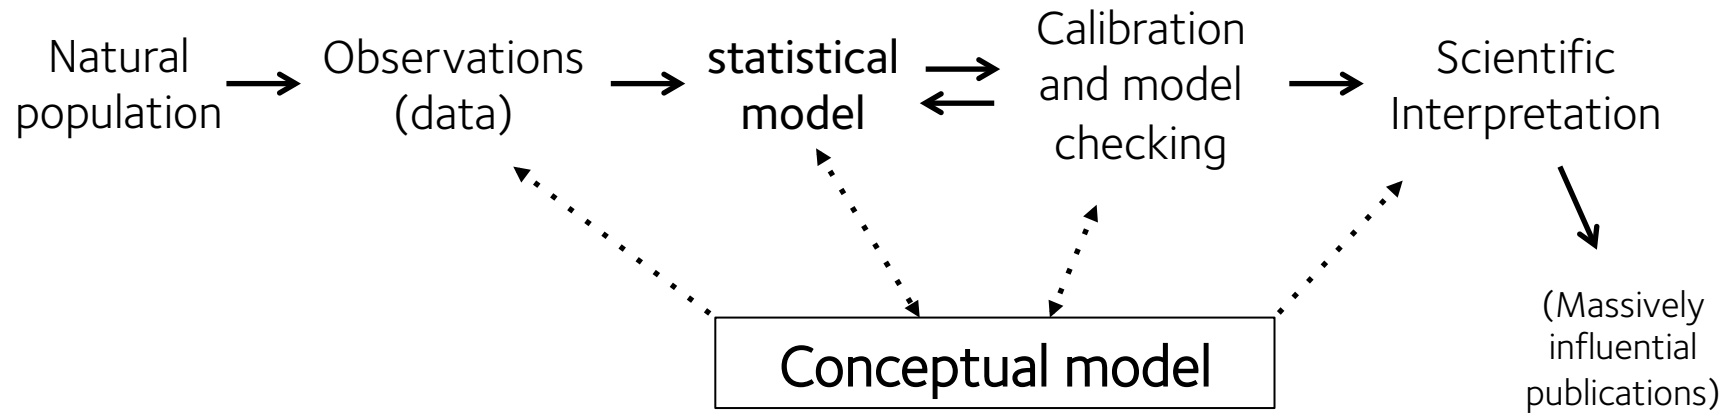 Natural
population
Observations
(data)
statistical
model
Calibration
and model
checking
Scientific
Interpretation
Conceptual model
(Massively
influential
publications)